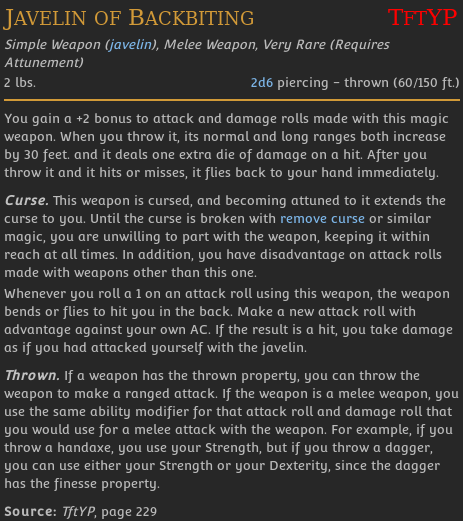 Javelin of Backbiting TftYP
Simple Weapon (javelin), Melee Weapon, Very Rare (Requires
Attunement)
2 lbs. 2d6 piercing - thrown (60/150 ft.)
You gain a +2 bonus to attack and damage rolls made with this magic
weapon. When you throw it, its normal and long ranges both increase
by 30 feet. and it deals one extra die of damage on a hit. After you
throw it and it hits or misses, it flies back to your hand immediately.
Curse. This weapon is cursed, and becoming attuned to it extends the
curse to you. Until the curse is broken with remove curse or similar
magic, you are unwilling to part with the weapon, keeping it within
reach at all times. In addition, you have disadvantage on attack rolls
made with weapons other than this one.
Whenever you roll a 1 on an attack roll using this weapon, the weapon
bends or flies to hit you in the back. Make a new attack roll with
advantage against your own AC. If the result is a hit, you take damage
as if you had attacked yourself with the javelin.
Thrown. If a weapon has the thrown property, you can throw the
weapon to make a ranged attack. If the weapon is a melee weapon, you
use the same ability modifier for that attack roll and damage roll that
you would use for a melee attack with the weapon. For example, if you
throw a handaxe, you use your Strength, but if you throw a dagger,
you can use either your Strength or your Dexterity, since the dagger
has the finesse property.
Source: TftYP, page 229